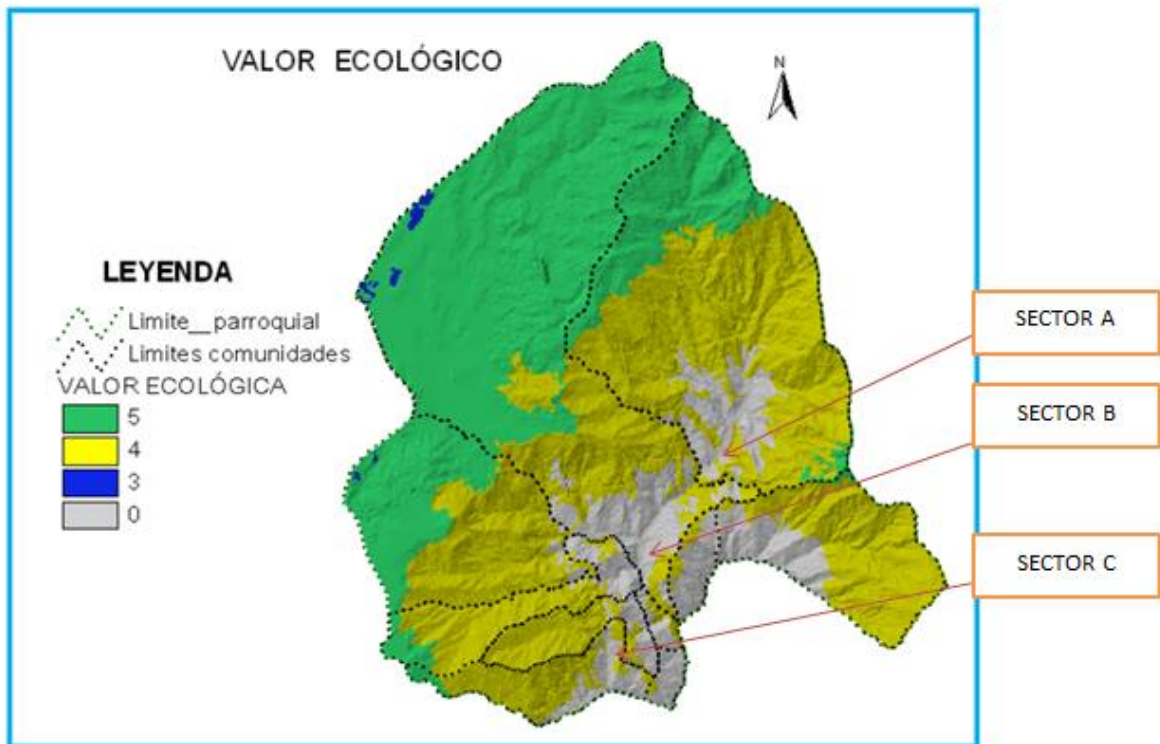 VALOR ECOLÓGICO
N
LEYENDA
Limite__parroquial
Limites comunidades
VALOR ECOLÓGICA
5
4
3
0
SECTOR A
SECTOR B
SECTOR C